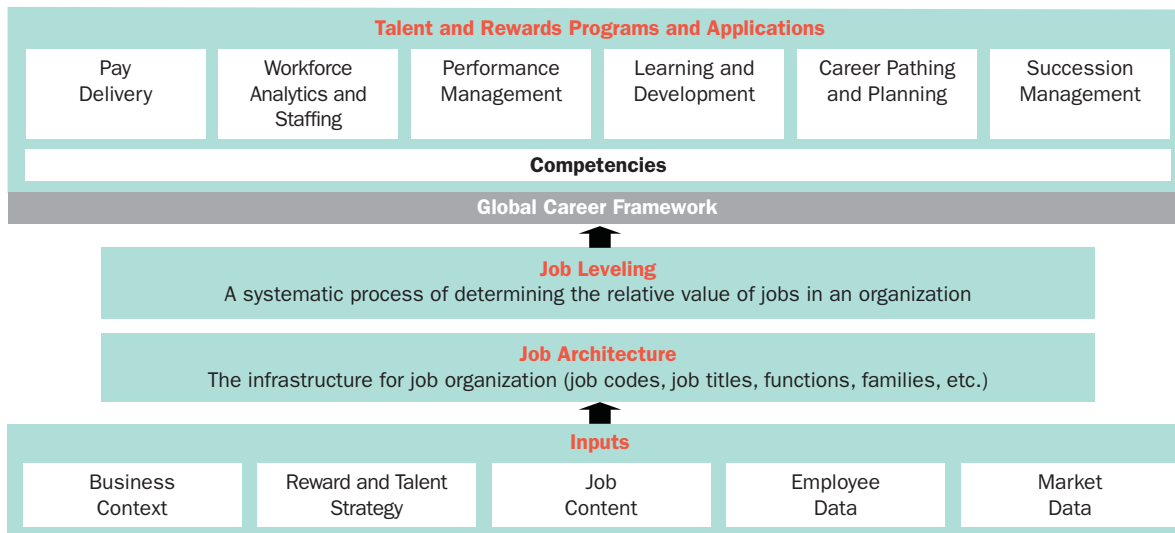 Talent and Rewards Programs and Applications
Pay
Delivery
Workforce
Analytics and
Staffing
Performance
Management
Learning and
Development
Career Pathing
and Planning
Succession
Management
Competencies
Global Career Framework
Job Leveling
A systematic process of determining the relative value of jobs in an organization
Job Architecture
The infrastructure for job organization (job codes, job titles, functions, families, etc.)
Inputs
Business
Context
Reward and Talent
Strategy
Job
Content
Employee
Data
Market
Data